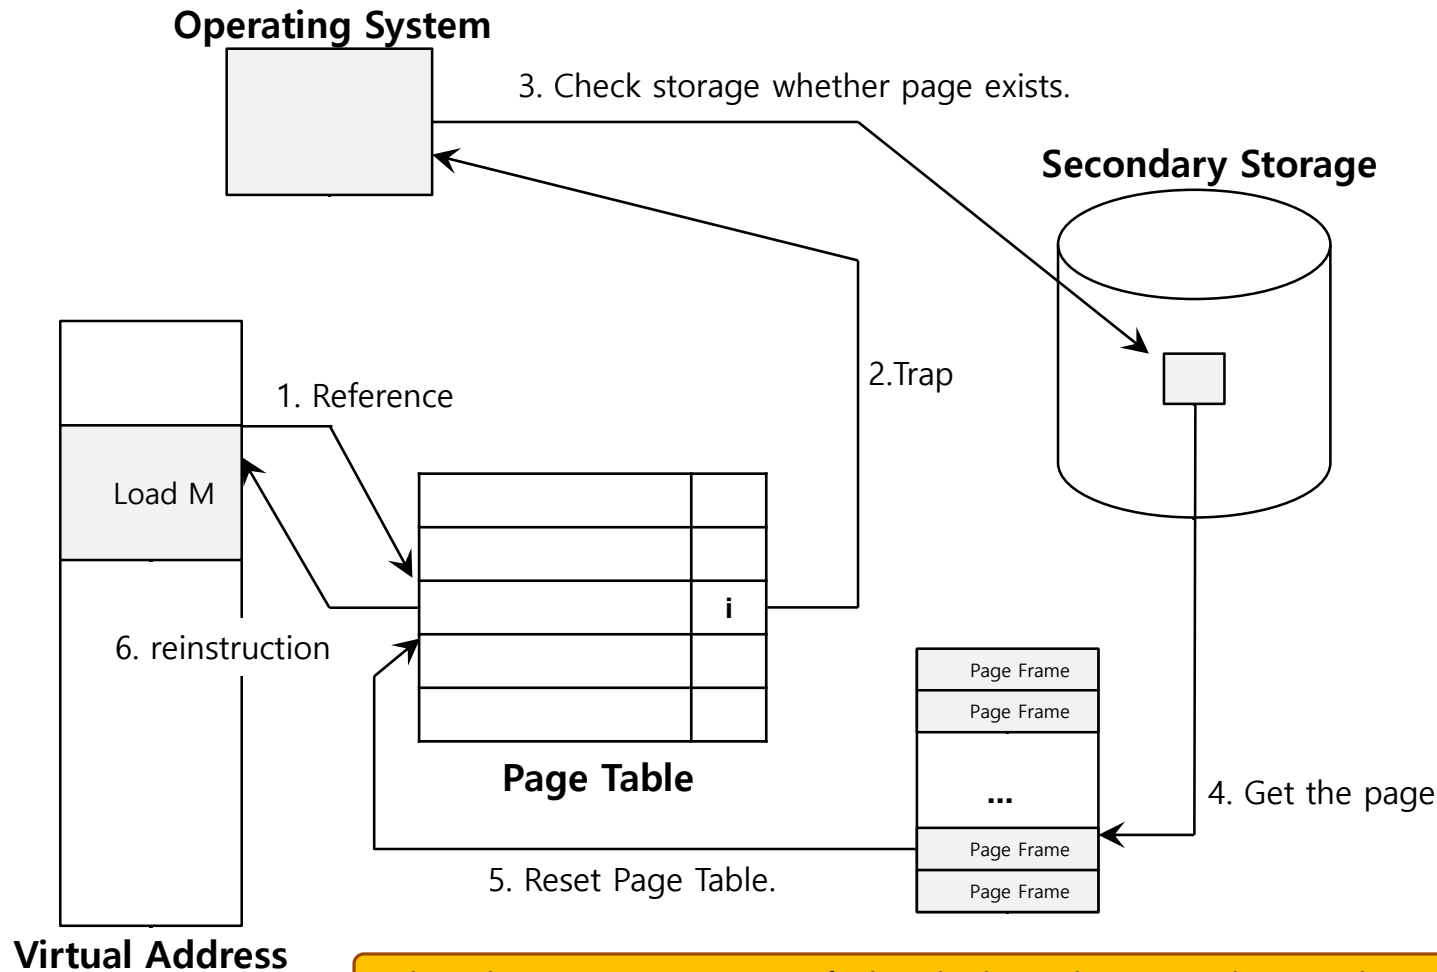 Operating System
3. Check storage whether page exists.
Secondary Storage
2.Trap
1. Reference
Load M
i
6. reinstruction
Page Frame
Page Frame
Page Table
...
4. Get the page
Page Frame
5. Reset Page Table.
Page Frame
Virtual Address